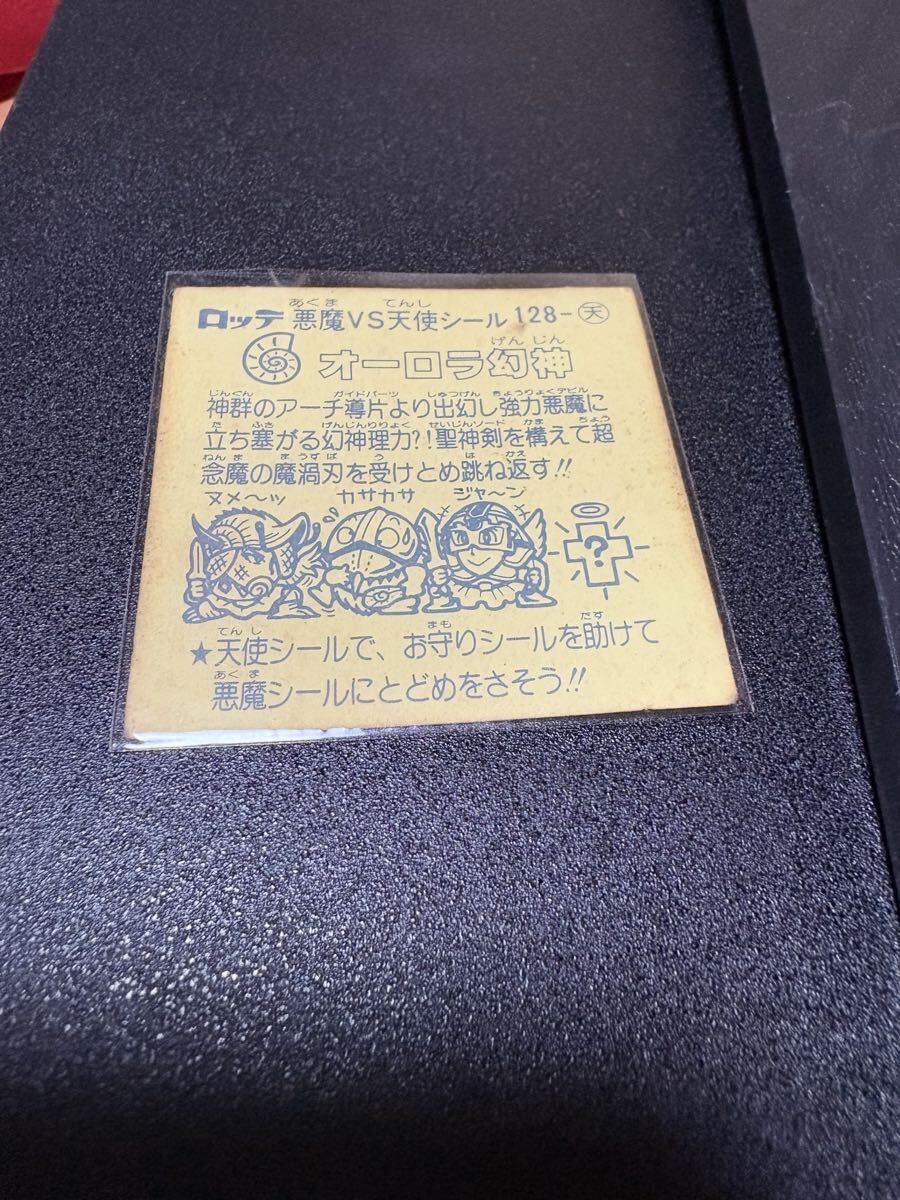 ロッテ 悪魔VS天使シール 128-天
あくま てんし
オーロラ幻神
げんじん
神群のアーチ導片より出幻し強力悪魔に
じんぐん ガイドパーツ しゅつげん きょうりょくデビル
立ち塞がる幻神理力?!聖神剣を構えて超
た ふさ げんじんりりょく せいじんソード かま ちょう
念魔の魔渦刃を受けとめ跳ね返す!!
ねんま まうずば う は かえ
ヌメ〜ッ カサカサ ジャ〜ン
?
★天使シールで、お守りシールを助けて
てんし まも たす
悪魔シールにとどめをさそう!!
あくま